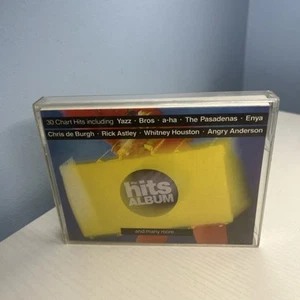 30 Chart Hits including Yazz · Bros · a-ha · The Pasadenas · Enya
Chris de Burgh · Rick Astley · Whitney Houston · Angry Anderson
the
hits
ALBUM
and many more